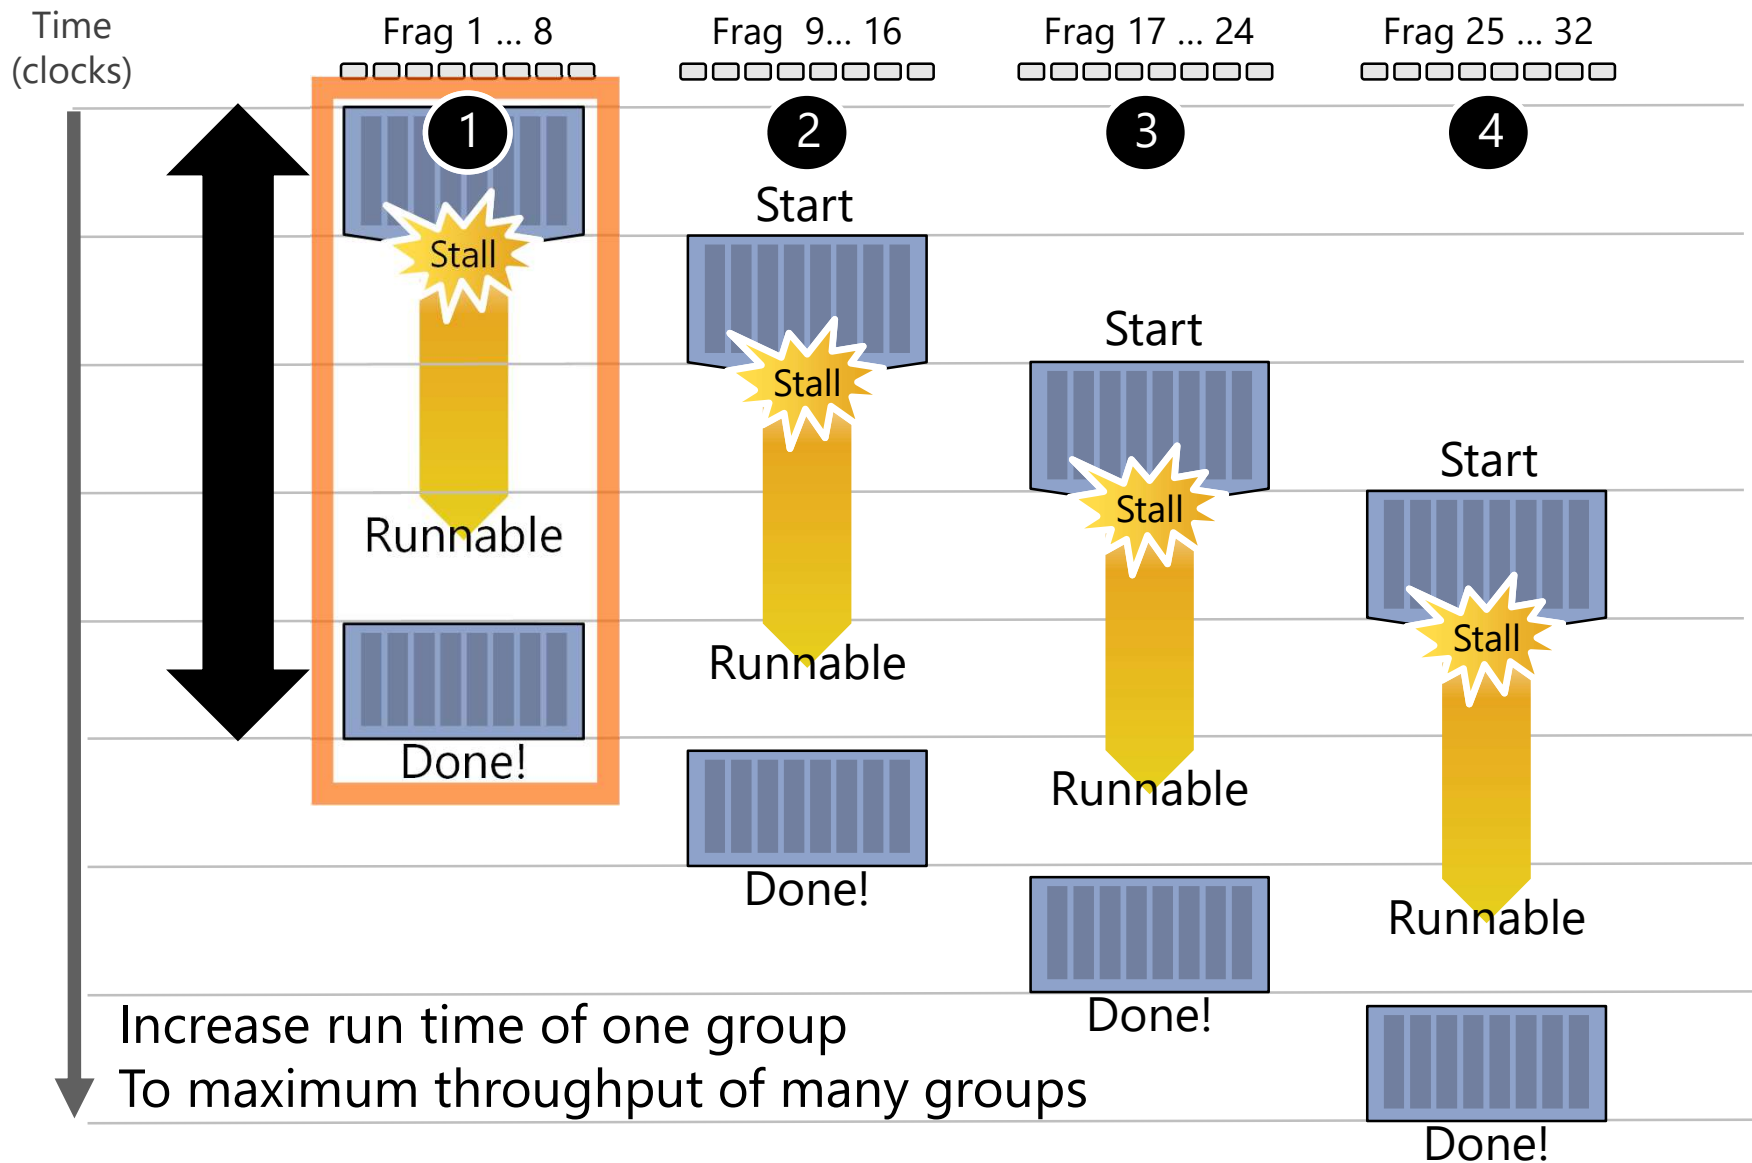 Time
(clocks)
Frag 1 ... 8
Frag 9... 16
Frag 17 ... 24
Frag 25 ... 32
1
2
3
4
Start
Stall
Start
Stall
Start
Stall
Runnable
Stall
Runnable
Done!
Runnable
Done!
Runnable
Done!
Increase run time of one group
To maximum throughput of many groups
Done!